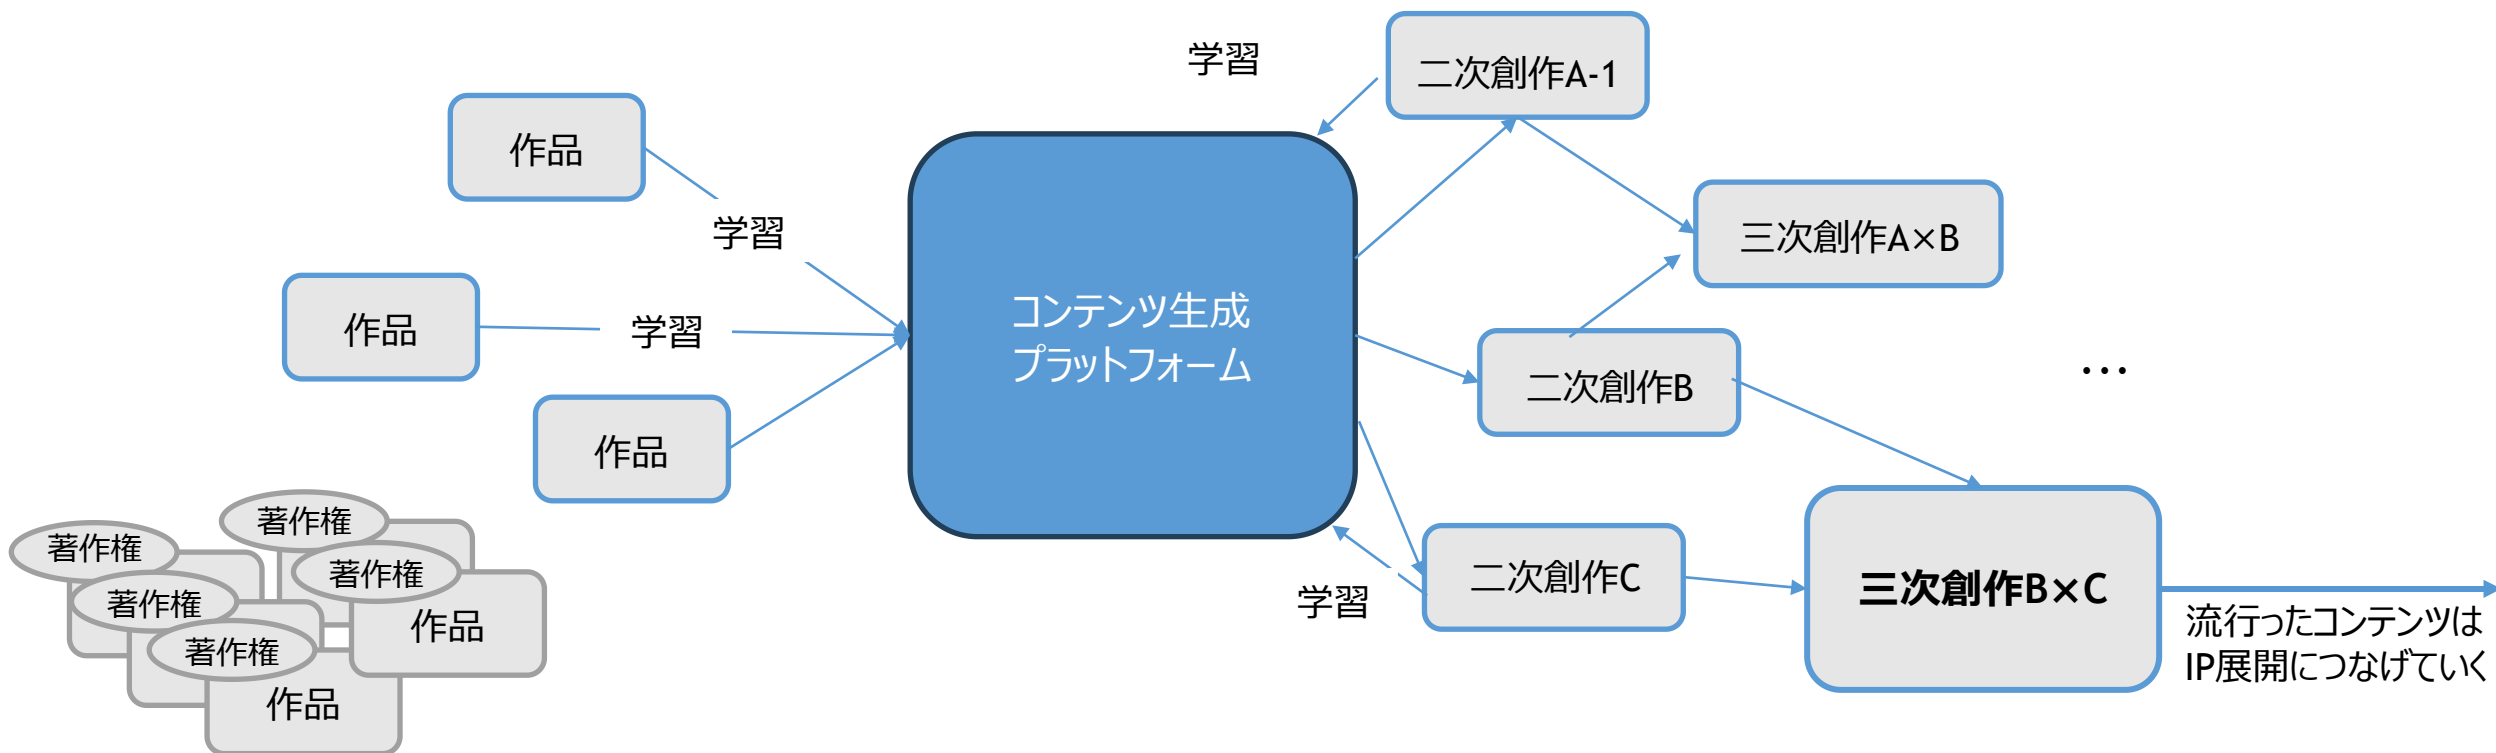 学習
二次創作A-1
作品
学習
三次創作A×B
作品
学習
コンテンツ生成
プラットフォーム
二次創作B
…
作品
著作権
著作権
著作権
著作権
著作権
作品
作品
学習
二次創作C
三次創作B×C
流行ったコンテンツは
IP展開につなげていく